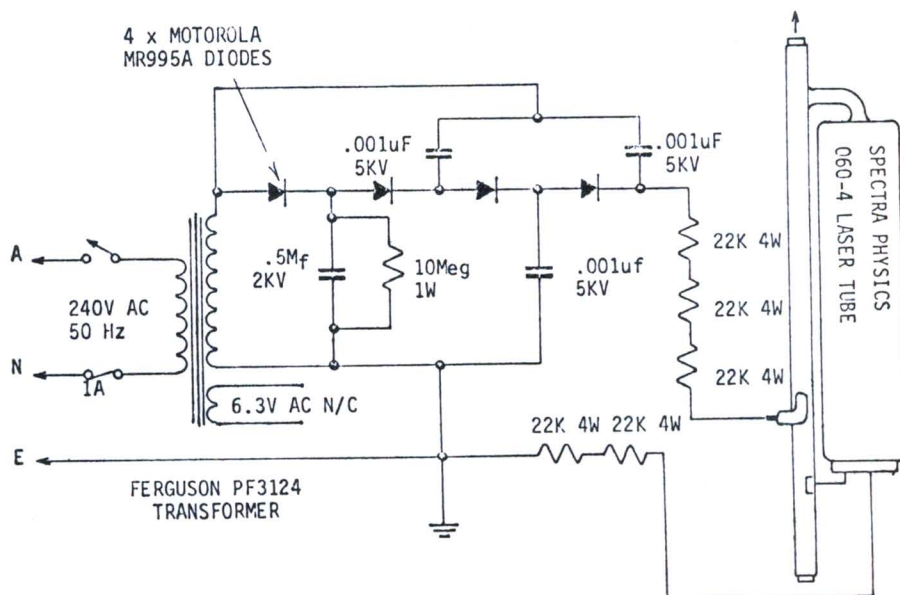 4 x MOTOROLA
MR995A DIODES
.001uF
5KV
.001uF
5KV
A
.5Mf
2KV
10Meg
1W
.001uf
5KV
22K 4W
22K 4W
22K 4W
240V AC
50 Hz
N
1A
6.3V AC N/C
22K 4W 22K 4W
E
FERGUSON PF3124
TRANSFORMER
SPECTRA PHYSICS
060-4 LASER TUBE